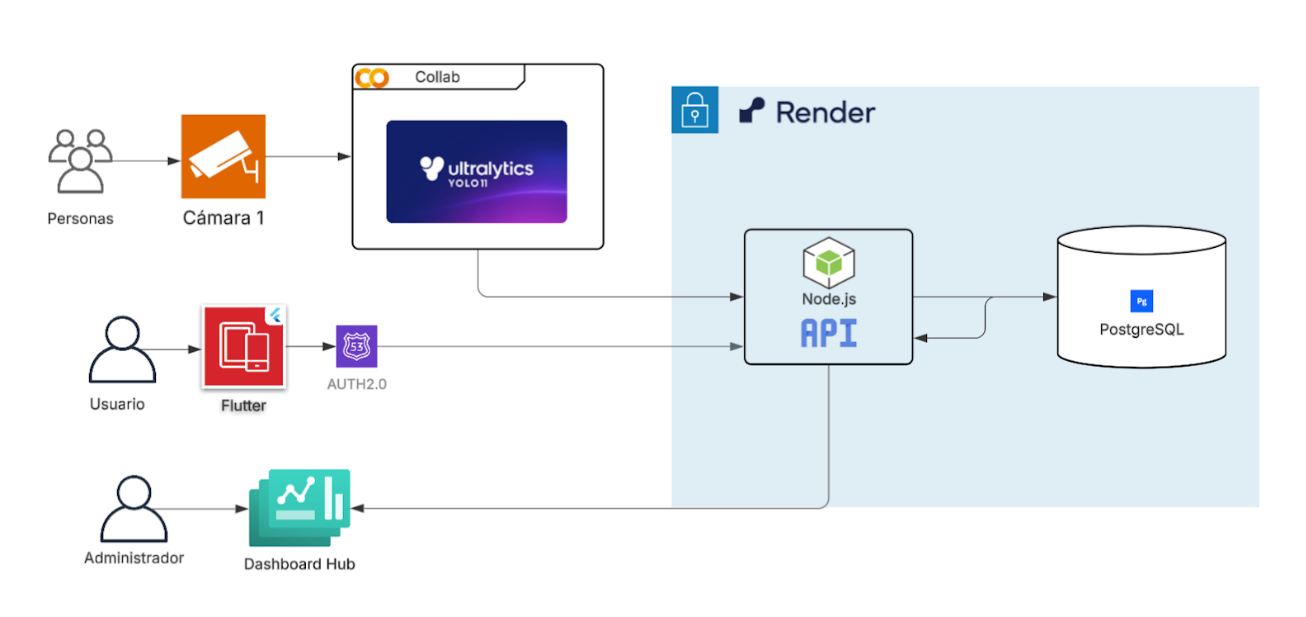 Collab
ultralytics
YOLO11
Personas
Cámara 1
Render
Node.js
API
Pg
PostgreSQL
53
AUTH2.0
Usuario
Flutter
Administrador
Dashboard Hub